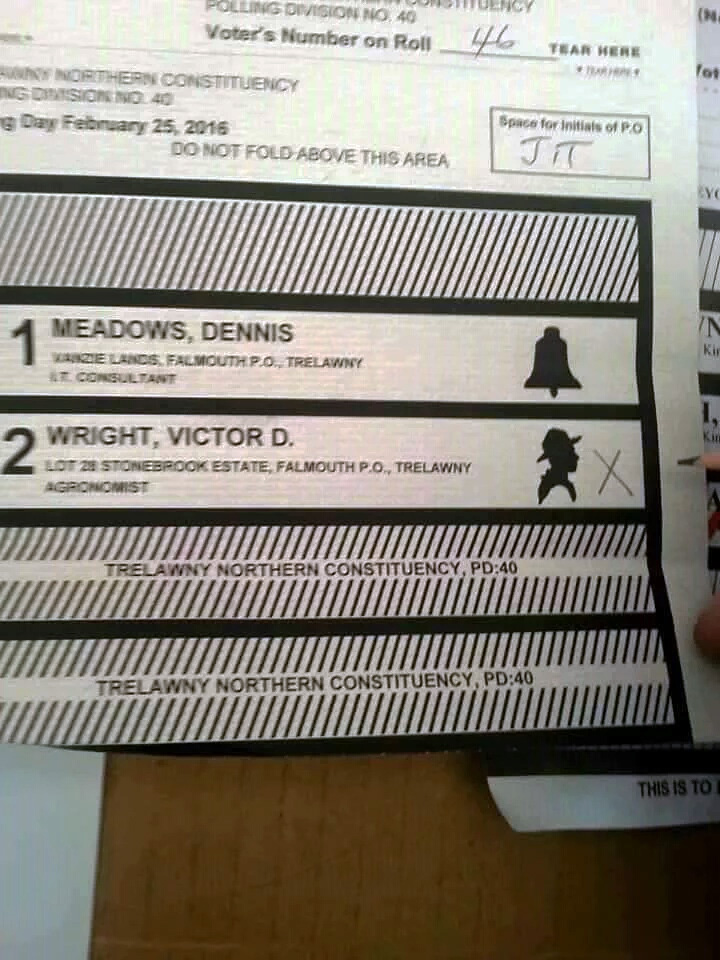 POLLING DIVISION NO. 40
Voter's Number on Roll 46 TEAR HERE
NORTHERN CONSTITUENCY
DIVISION NO. 40
Day February 25, 2016
Space for Initials of P.O
JIT
DO NOT FOLD ABOVE THIS AREA
1 MEADOWS, DENNIS
VANZIE LANDS, FALMOUTH P.O., TRELAWNY
I.T. CONSULTANT
2 WRIGHT, VICTOR D.
LOT 28 STONEBROOK ESTATE, FALMOUTH P.O., TRELAWNY
AGRONOMIST
X
TRELAWNY NORTHERN CONSTITUENCY, PD:40
TRELAWNY NORTHERN CONSTITUENCY, PD:40
THIS IS TO